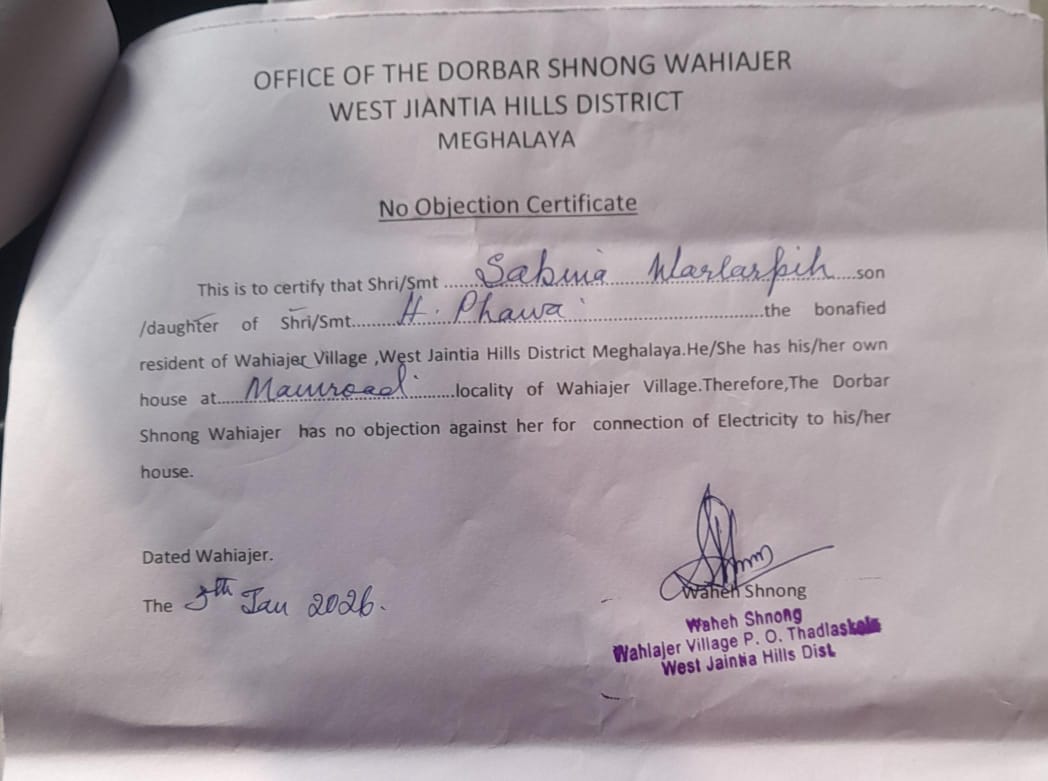 OFFICE OF THE DORBAR SHNONG WAHIAJER
WEST JIANTIA HILLS DISTRICT
MEGHALAYA
No Objection Certificate
This is to certify that Shri/Smt ........Sabina Warlarpih....son
/daughter of Shri/Smt........H. Phawa..............................the bonafied
resident of Wahiajer Village ,West Jaintia Hills District Meghalaya.He/She has his/her own
house at......Mainroad..........locality of Wahiajer Village.Therefore,The Dorbar
Shnong Wahiajer has no objection against her for connection of Electricity to his/her
house.
Dated Wahiajer.
The 5th Jan 2026.
Waheh Shnong
Waheh Shnong
Wahlajer Village P. O. Thadlaskein
West Jaintia Hills Dist.